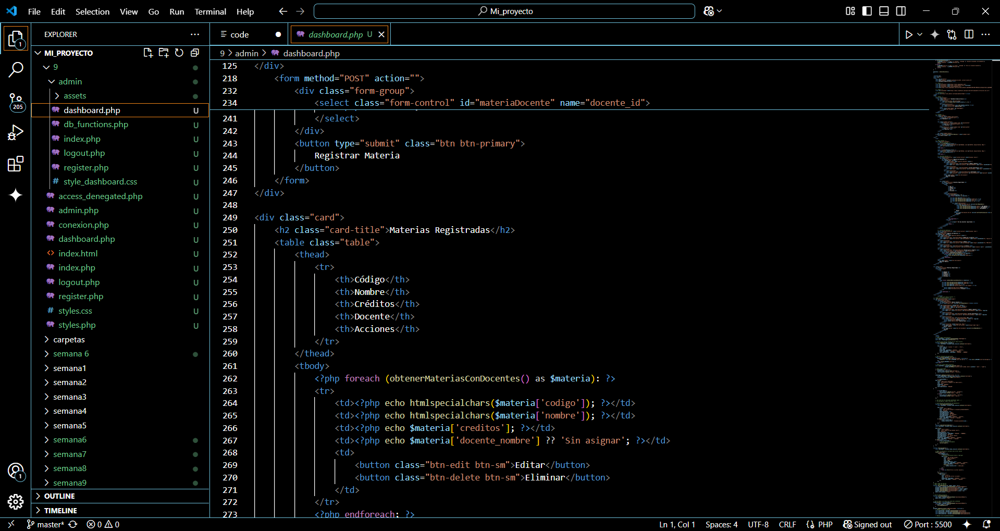 File Edit Selection View Go Run Terminal Help
Mi_proyecto
EXPLORER
1
205
1
MI_PROYECTO
9
admin
assets
dashboard.php U
db_functions.php U
index.php U
logout.php U
register.php U
# style_dashboard.css U
access_denegated.php U
admin.php U
conexion.php U
dashboard.php U
<> index.html U
index.php U
logout.php U
register.php U
# styles.css U
styles.php U
carpetas
semana 6
semana1
semana2
semana3
semana4
semana5
semana6
semana7
semana8
semana9
OUTLINE
TIMELINE
code
dashboard.php U
9 > admin > dashboard.php
125 </div>
218 <form method="POST" action="">
232 <div class="form-group">
234 <select class="form-control" id="materiaDocente" name="docente_id">
241 </select>
242 </div>
243 <button type="submit" class="btn btn-primary">
244 Registrar Materia
245 </button>
246 </form>
247 </div>
248
249 <div class="card">
250 <h2 class="card-title">Materias Registradas</h2>
251 <table class="table">
252 <thead>
253 <tr>
254 <th>Código</th>
255 <th>Nombre</th>
256 <th>Créditos</th>
257 <th>Docente</th>
258 <th>Acciones</th>
259 </tr>
260 </thead>
261 <tbody>
262 <?php foreach (obtenerMateriasConDocentes() as $materia): ?>
263 <tr>
264 <td><?php echo htmlspecialchars($materia['codigo']); ?></td>
265 <td><?php echo htmlspecialchars($materia['nombre']); ?></td>
266 <td><?php echo $materia['creditos']; ?></td>
267 <td><?php echo $materia['docente_nombre'] ?? 'Sin asignar'; ?></td>
268 <td>
269 <button class="btn-edit btn-sm">Editar</button>
270 <button class="btn-delete btn-sm">Eliminar</button>
271 </td>
272 </tr>
273 <?php endforeach; ?>
master* 0 0
Ln 1, Col 1 Spaces: 4 UTF-8 CRLF {} PHP Signed out Port : 5500